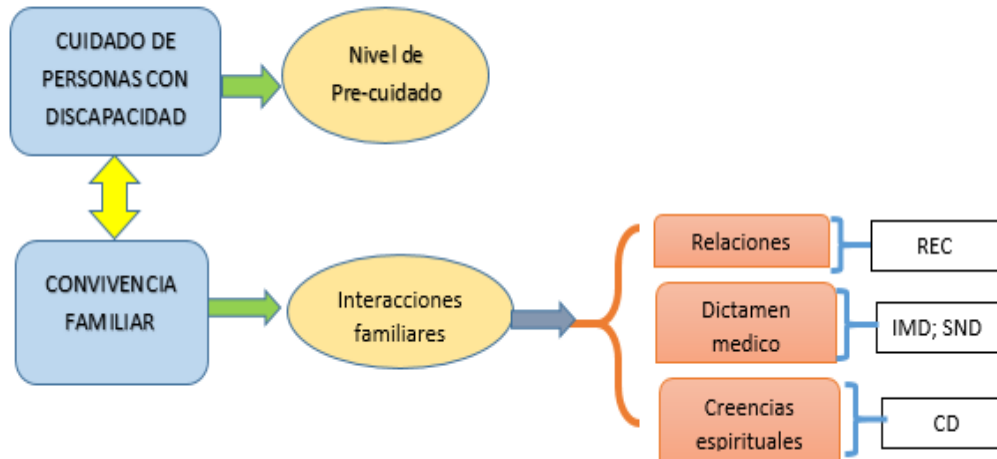 CUIDADO DE
PERSONAS CON
DISCAPACIDAD
Nivel de
Pre-cuidado
CONVIVENCIA
FAMILIAR
Interacciones
familiares
Relaciones
REC
Dictamen
medico
IMD; SND
Creencias
espirituales
CD